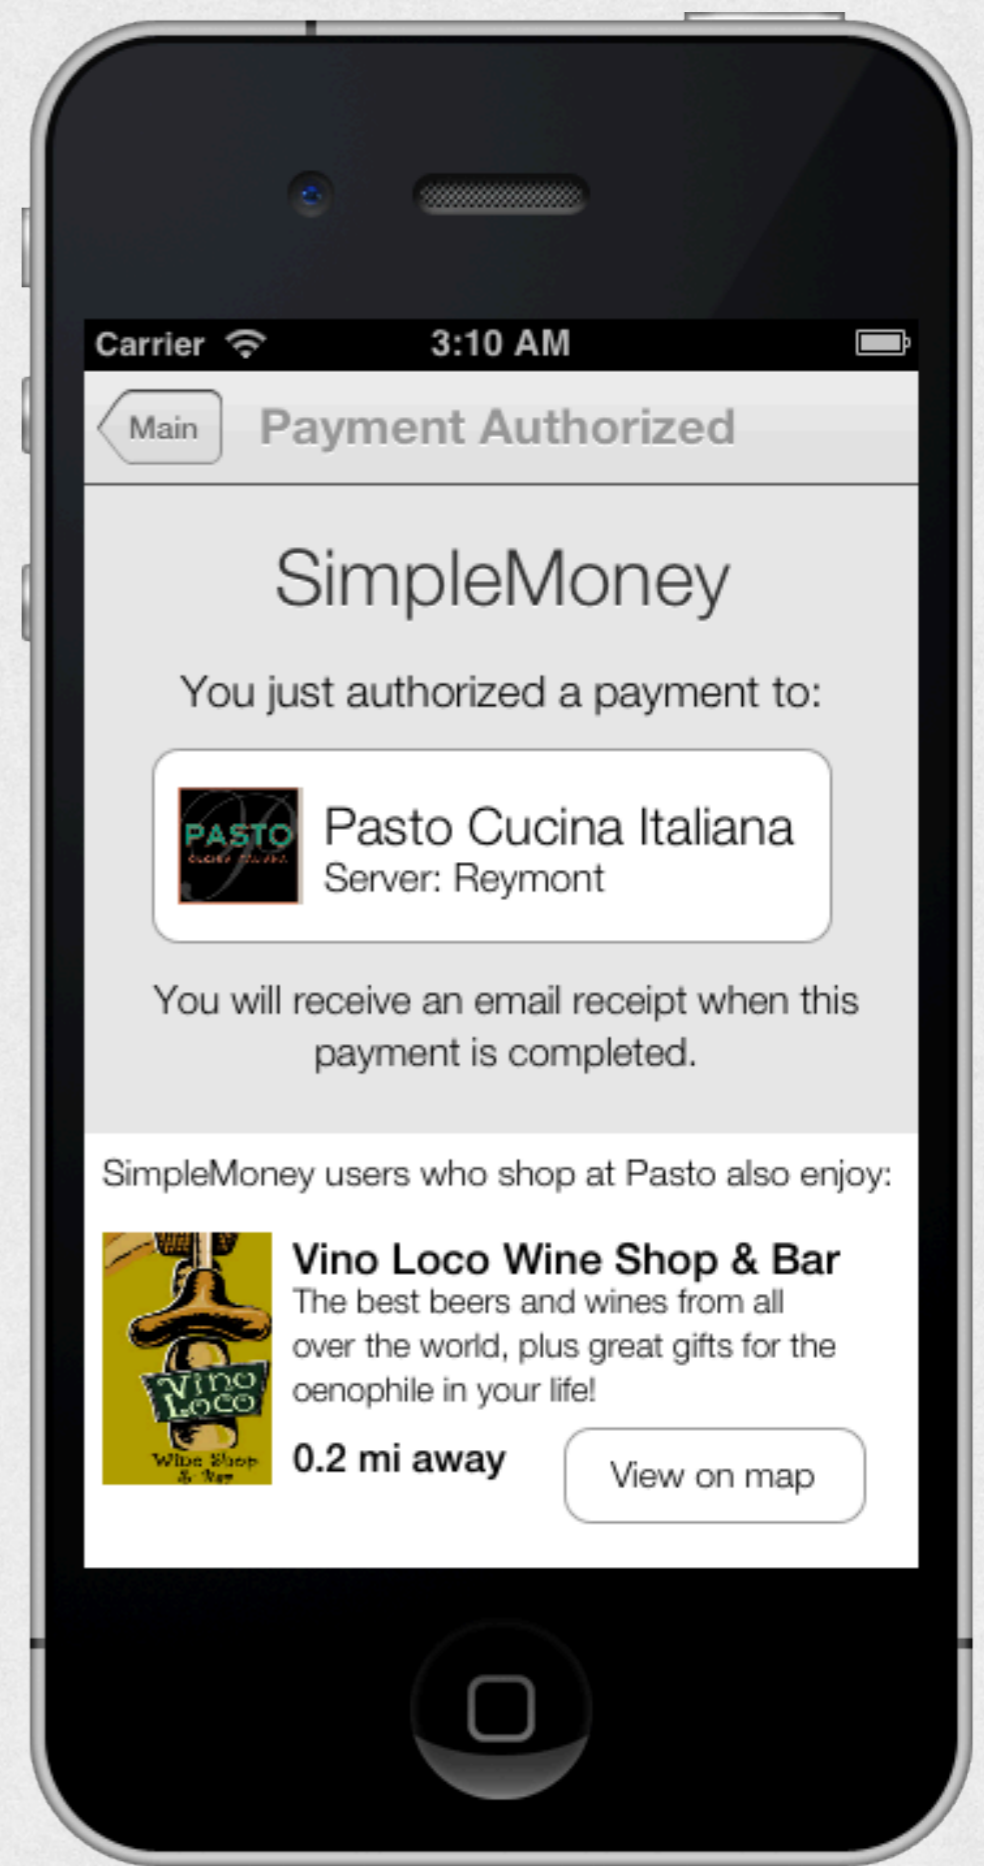 Carrier 3:10 AM
Main Payment Authorized
SimpleMoney
You just authorized a payment to:
PASTO
CUCINA ITALIANA
Pasto Cucina Italiana
Server: Reymont
You will receive an email receipt when this
payment is completed.
SimpleMoney users who shop at Pasto also enjoy:
Vino
Loco
Wine Shop
& Bar
Vino Loco Wine Shop & Bar
The best beers and wines from all
over the world, plus great gifts for the
oenophile in your life!
0.2 mi away
View on map